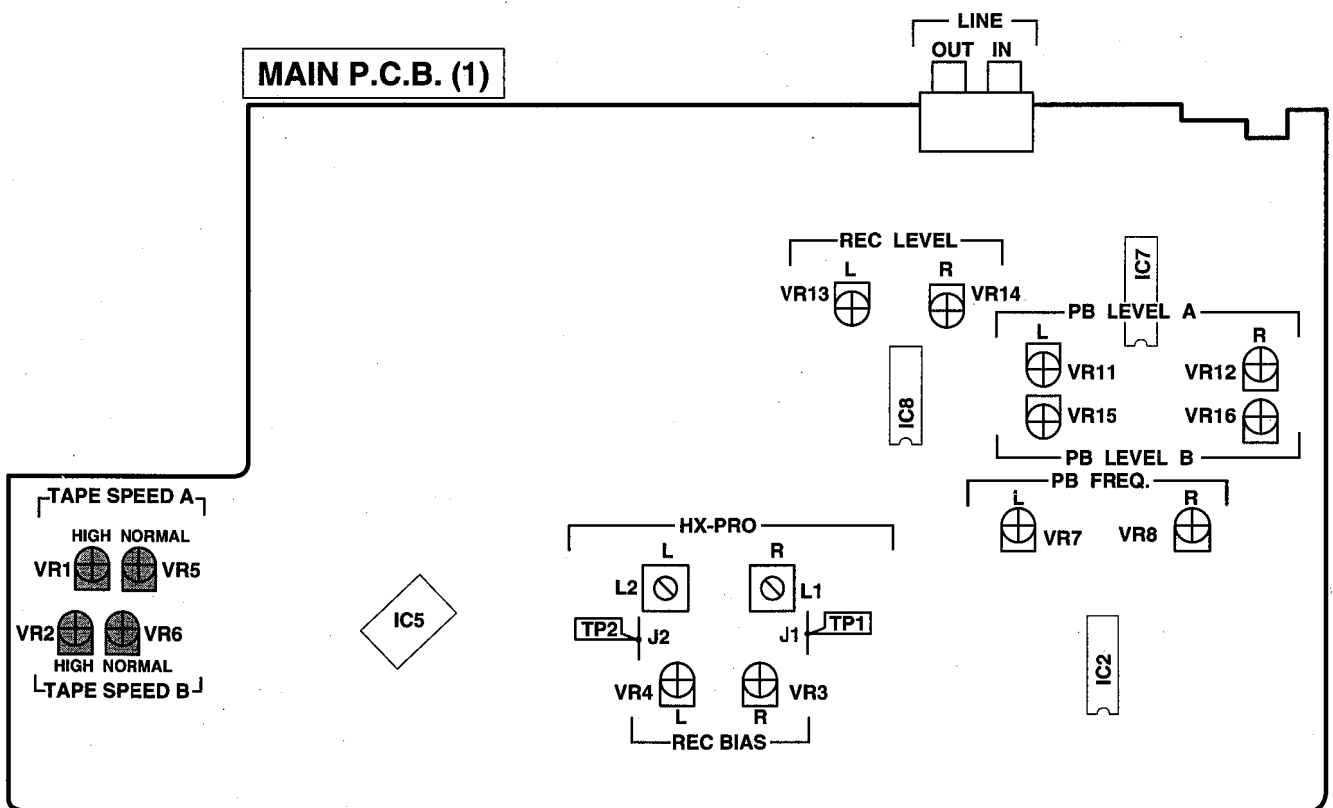 LINE
OUT IN
MAIN P.C.B. (1)
REC LEVEL
L R
VR13 VR14
IC7
PB LEVEL A
L R
VR11 VR12
IC8
VR15 VR16
PB LEVEL B
PB FREQ.
L R
VR7 VR8
TAPE SPEED A
HIGH NORMAL
VR1 VR5
VR2 VR6
HIGH NORMAL
TAPE SPEED B
IC5
HX-PRO
L R
L2 L1
TP2 J2 J1 TP1
VR4 VR3
L R
REC BIAS
IC2